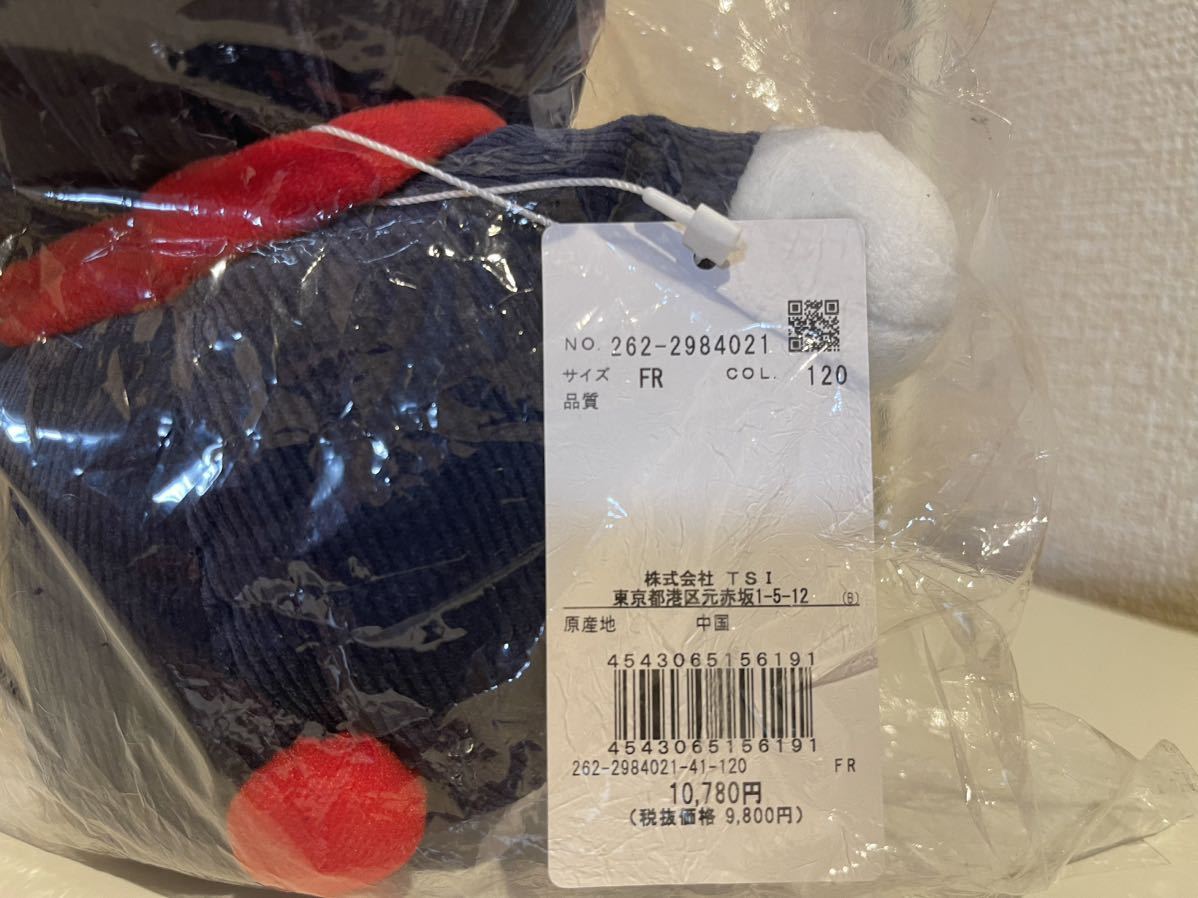 NO. 262-2984021
サイズ FR COL. 120
品質
株式会社 TSI
東京都港区元赤坂1-5-12 (B)
原産地 中国
4543065156191
4543065156191
262-2984021-41-120 FR
10,780円
(税抜価格 9,800円)